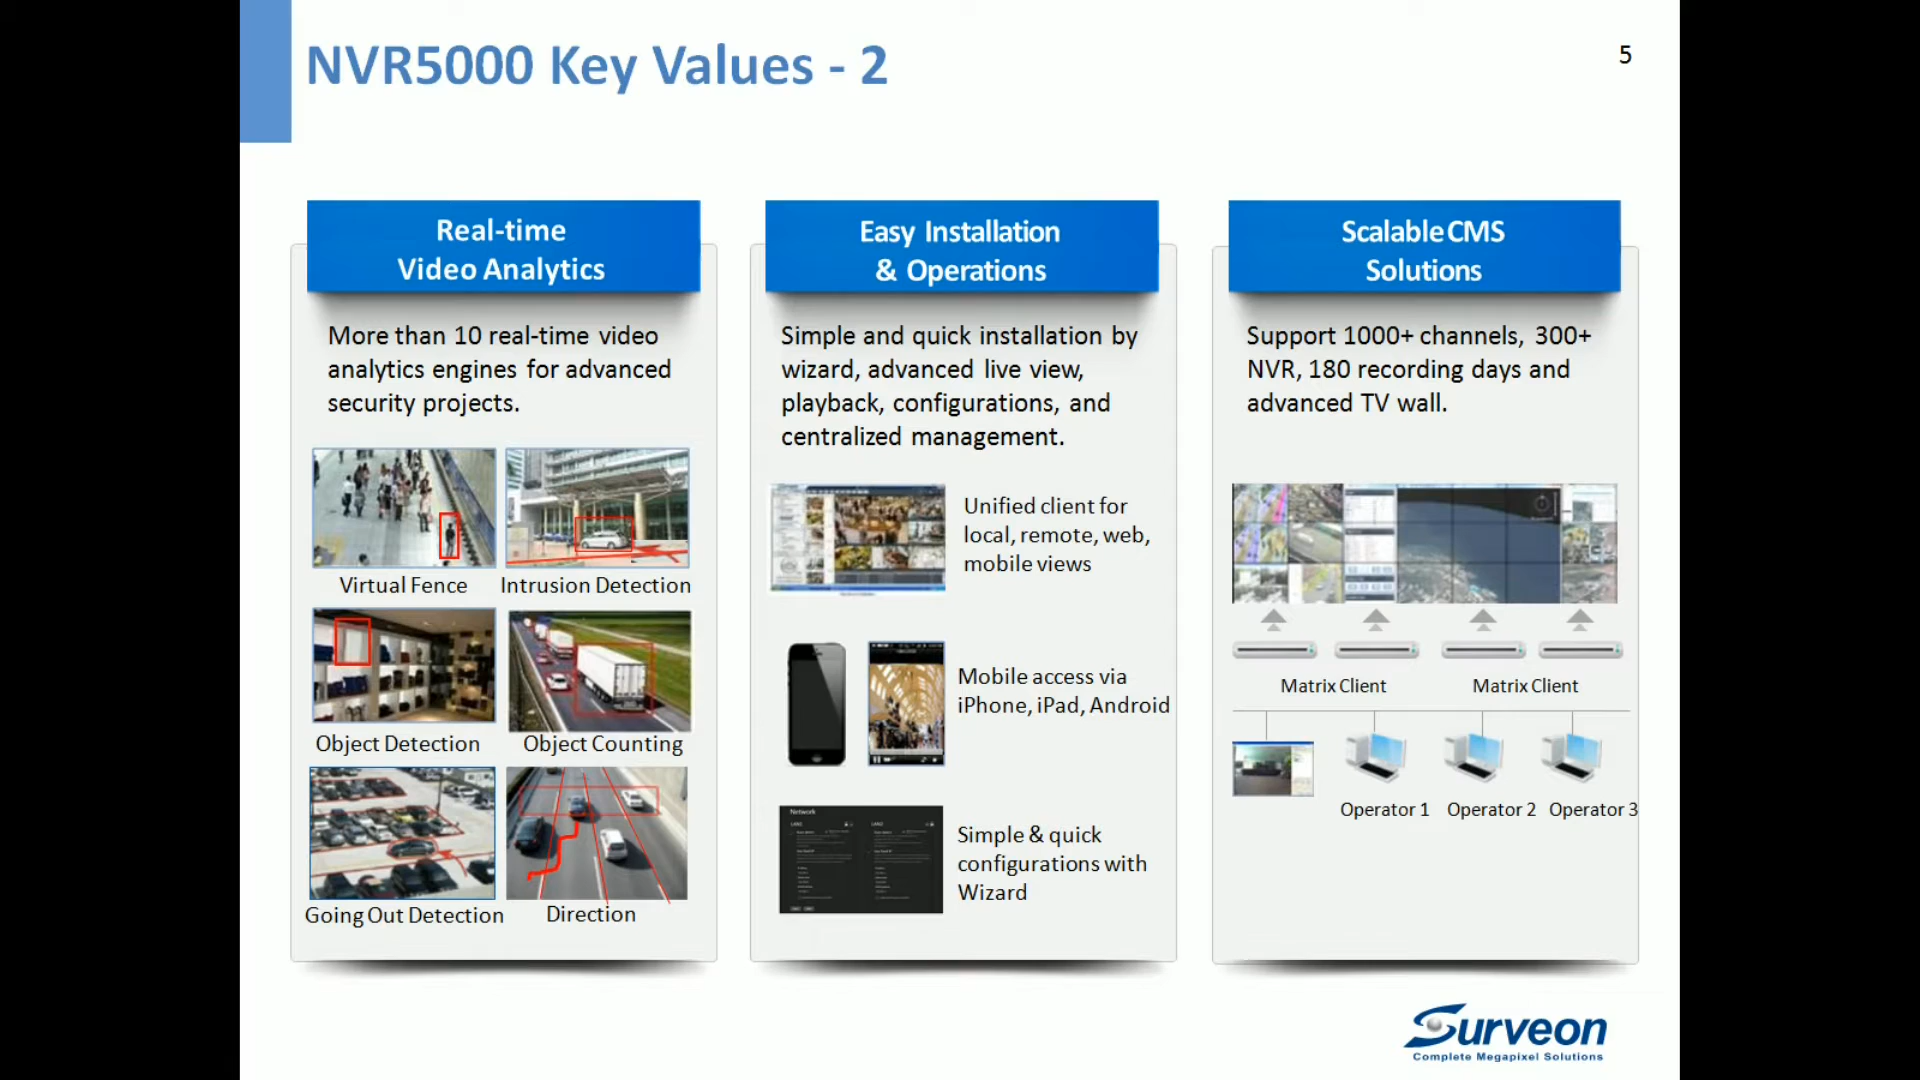 NVR5000 Key Values - 2
5
Real-time
Video Analytics
More than 10 real-time video
analytics engines for advanced
security projects.
Virtual Fence
Intrusion Detection
Object Detection
Object Counting
Going Out Detection
Direction
Easy Installation
& Operations
Simple and quick installation by
wizard, advanced live view,
playback, configurations, and
centralized management.
Unified client for
local, remote, web,
mobile views
Mobile access via
iPhone, iPad, Android
Network
Simple & quick
configurations with
Wizard
Scalable CMS
Solutions
Support 1000+ channels, 300+
NVR, 180 recording days and
advanced TV wall.
Matrix Client
Matrix Client
Operator 1
Operator 2
Operator 3
Surveon
Complete Megapixel Solutions